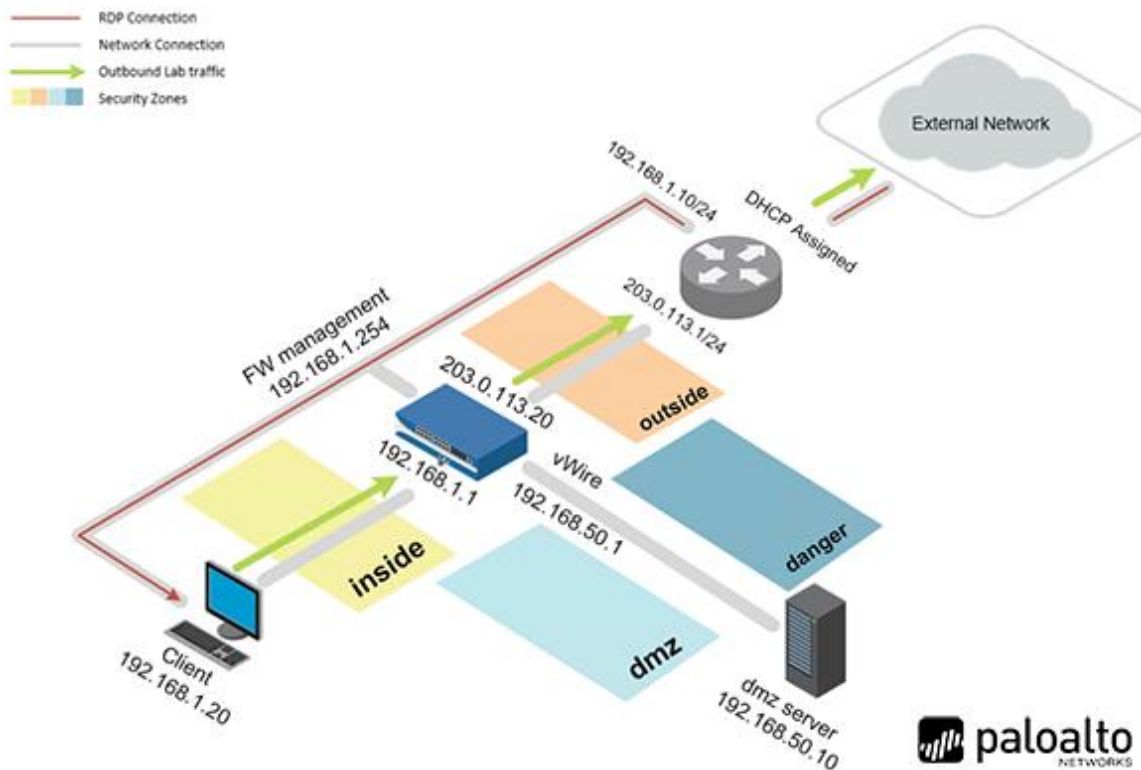 RDP Connection
Network Connection
Outbound Lab traffic
Security Zones
External Network
192.168.1.10/24
DHCP Assigned
203.0.113.1/24
FW management
192.168.1.254
203.0.113.20
outside
192.168.1.1
vWire
192.168.50.1
danger
inside
dmz
Client
192.168.1.20
dmz server
192.168.50.10
paloalto
NETWORKS